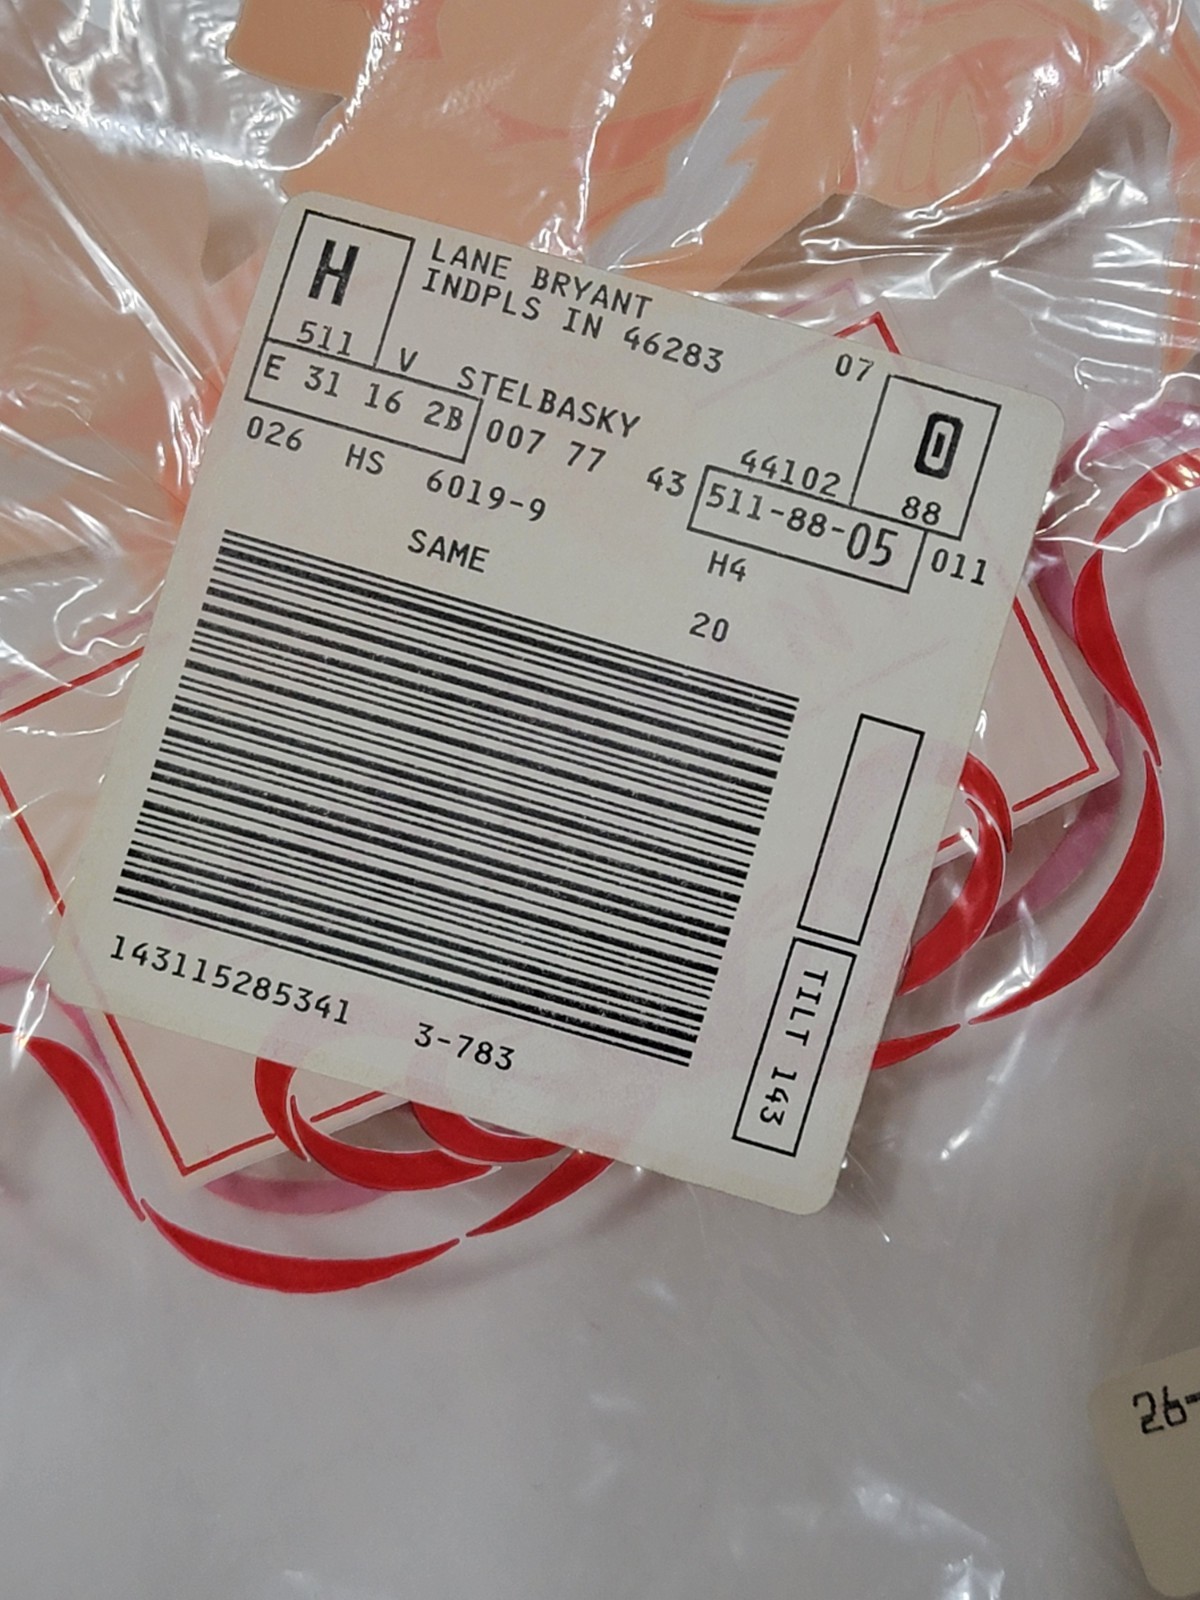 H
511
LANE BRYANT
INDPLS IN 46283
07
0
88
V STELBASKY
44102
E 31 16 2B
007 77
43
511-88-05
011
026 HS 6019-9
H4
SAME
20
143115285341 3-783
TILT 143
26-